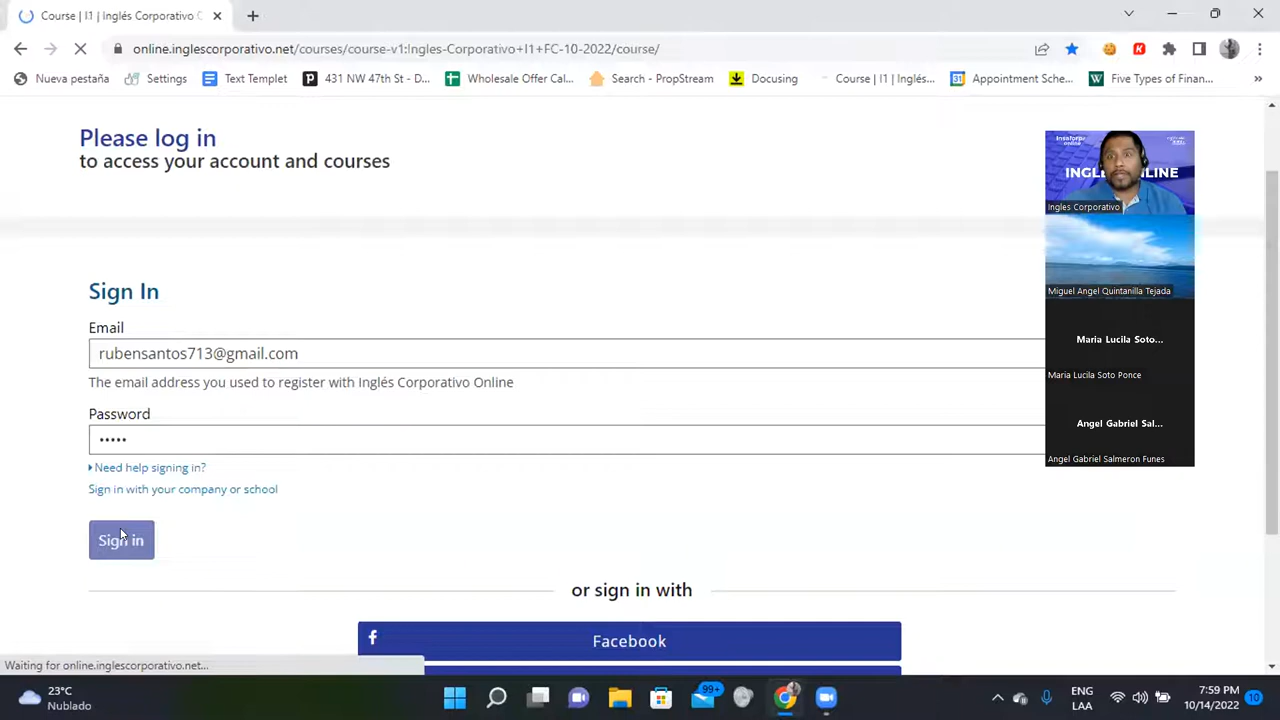 Course | I1 | Inglés Corporativo C
online.inglescorporativo.net/courses/course-v1:Ingles-Corporativo+I1+FC-10-2022/course/
Nueva pestaña
Settings
Text Templet
431 NW 47th St - D...
Wholesale Offer Cal...
Search - PropStream
Docusing
Course | I1 | Inglés...
Appointment Sche...
Five Types of Finan...
Please log in
to access your account and courses
INGL
LINE
Ingles Corporativo
Miguel Angel Quintanilla Tejada
Maria Lucila Soto...
Maria Lucila Soto Ponce
Angel Gabriel Sal...
Angel Gabriel Salmeron Funes
Sign In
Email
rubensantos713@gmail.com
The email address you used to register with Inglés Corporativo Online
Password
•••••
Need help signing in?
Sign in with your company or school
Sign in
or sign in with
Facebook
Waiting for online.inglescorporativo.net...
23°C
Nublado
99+
ENG
LAA
7:59 PM
10/14/2022
10